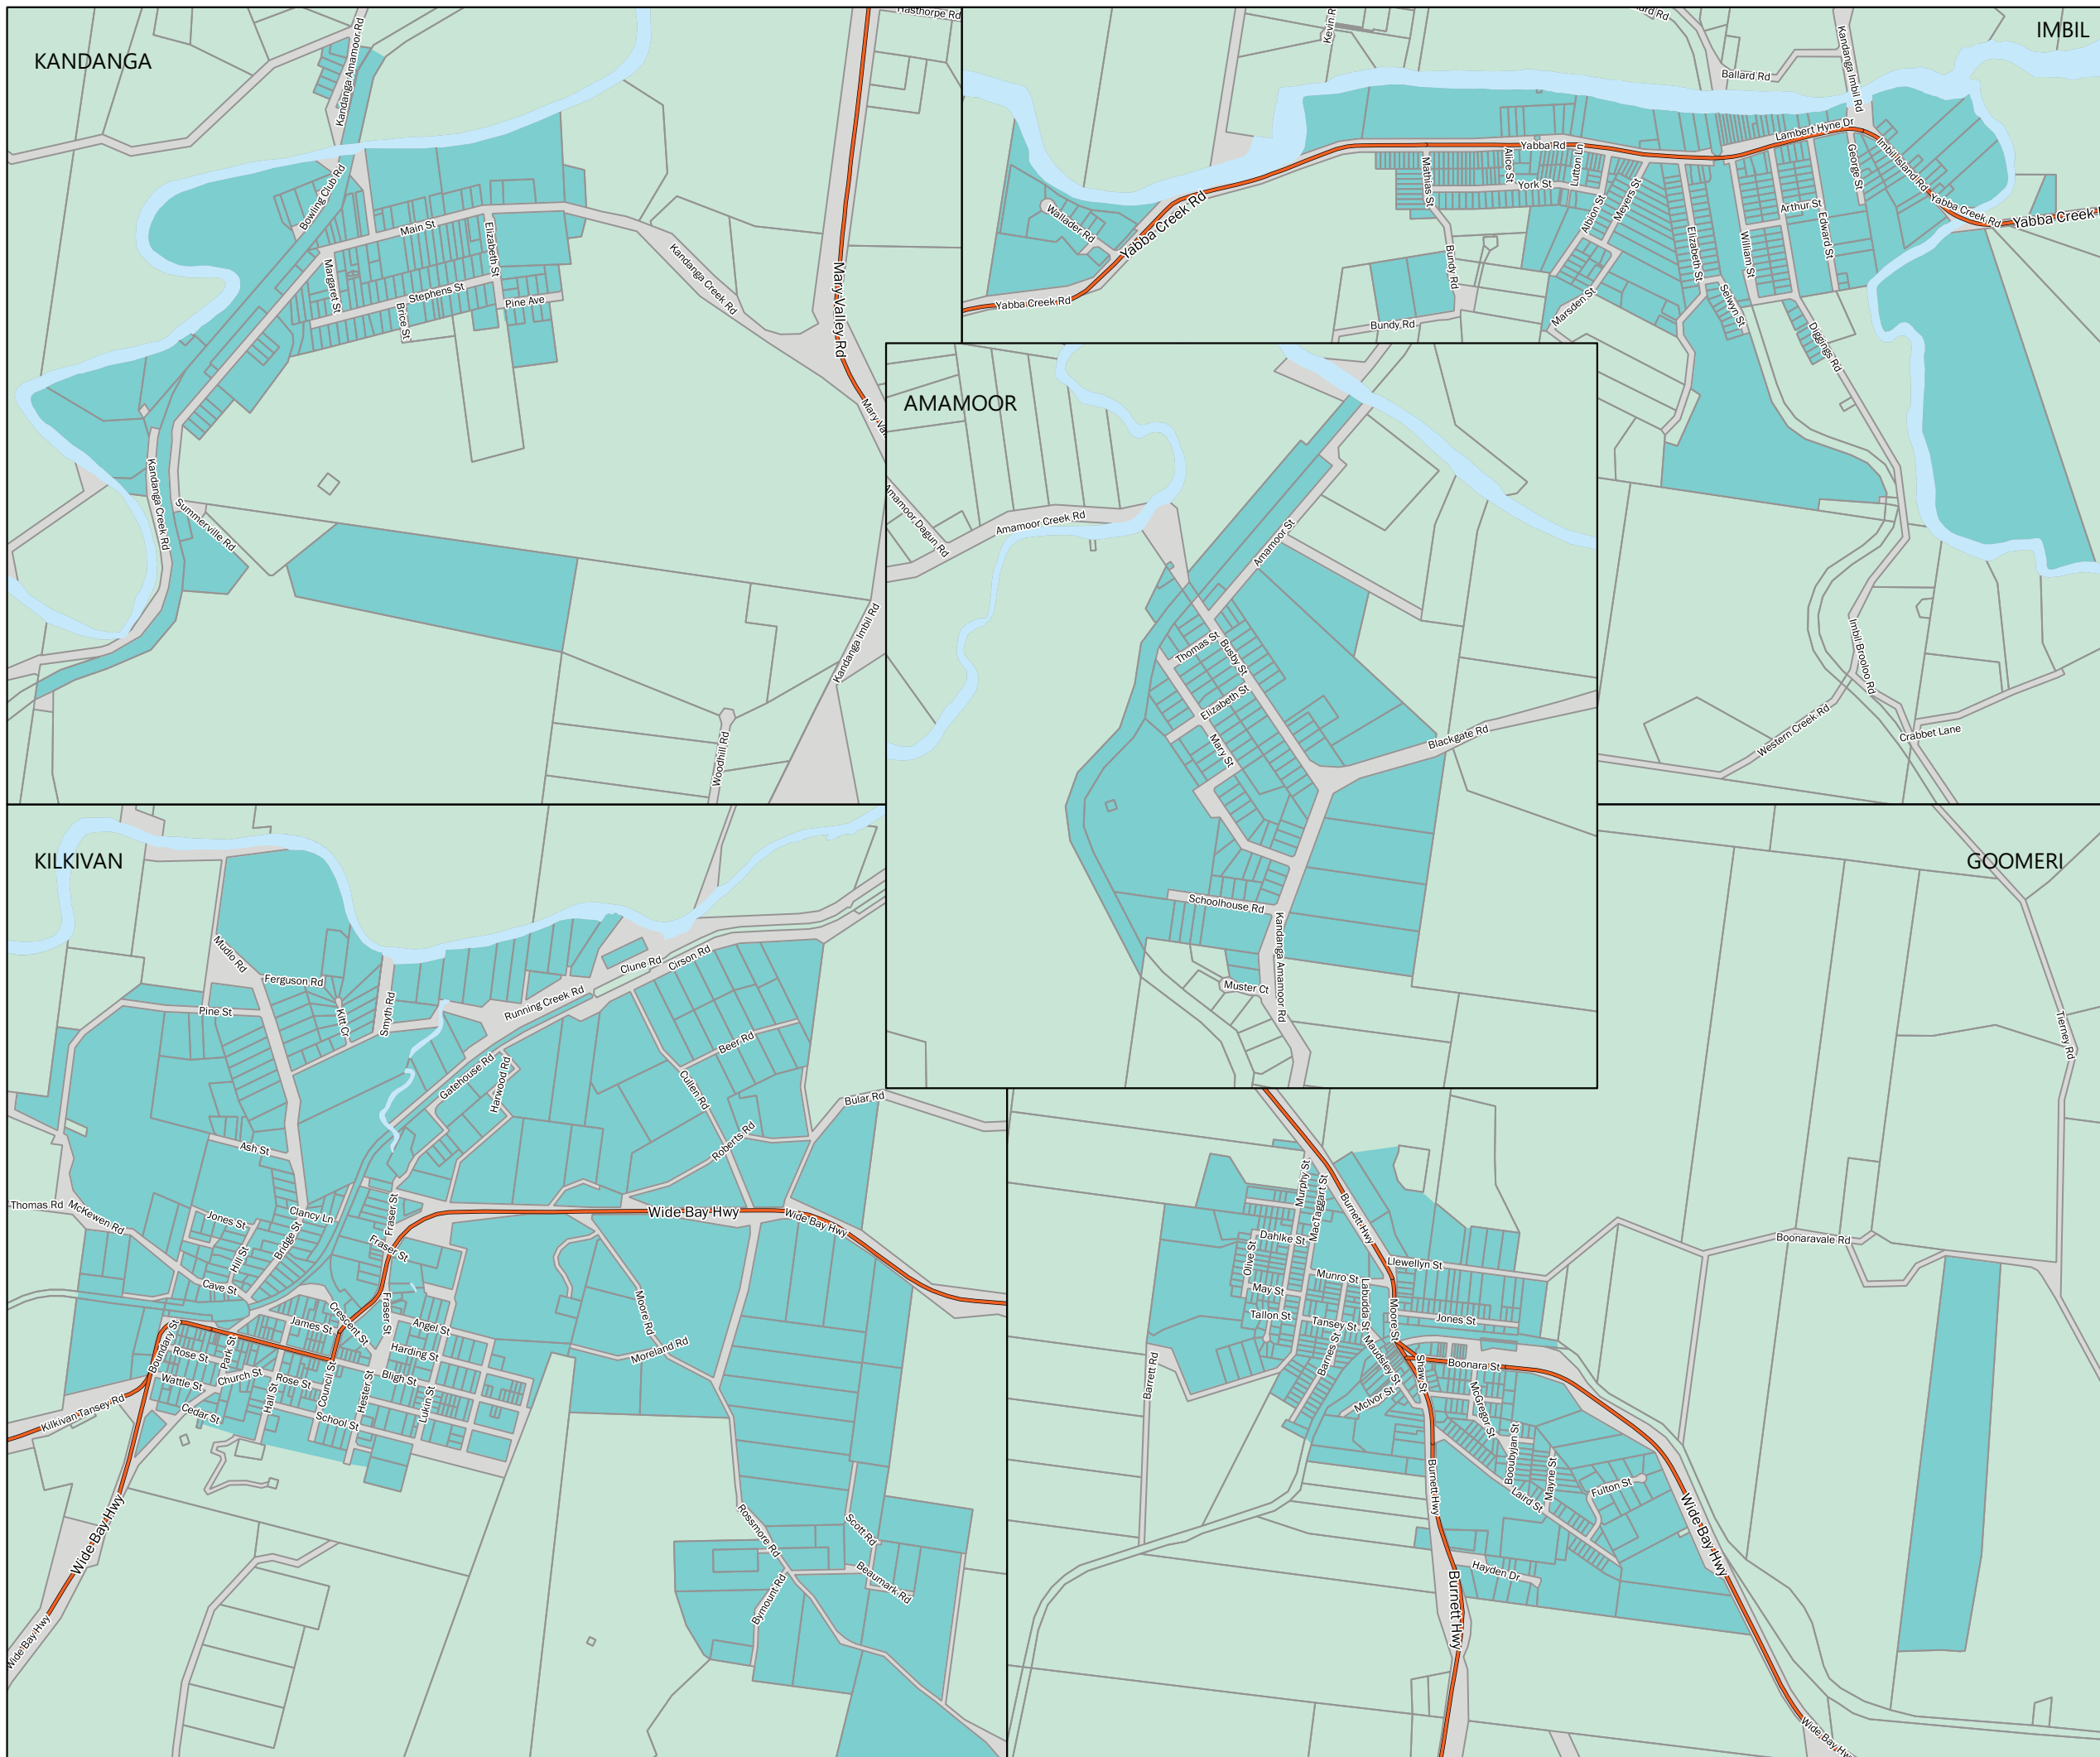 KANDANGA
Kandanga Amamoor Rd
Bowling Club Rd
Main St
Elizabeth St
Margaret St
Stephens St
Pine Ave
Brice St
Kandanga Creek Rd
Mary Valley Rd
Kandanga Creek Rd
Summerville Rd
Kandanga Imbil Rd
Woodhill Rd
IMBIL
Ballard Rd
Kandanga Imbil Rd
Lambert Hyne Dr
Yabba Rd
Lutton Ln
Alice St
Mathias St
York St
George St
Imbil Island Rd
Yabba Creek Rd
Yabba Creek
Wallader Rd
Yabba Creek Rd
Yabba Creek Rd
Albion St
Meyers St
Arthur St
Edward St
Elizabeth St
William St
Bundy Rd
Bundy Rd
Marsden St
Selwyn St
Diggings Rd
Imbil Brooloo Rd
Western Creek Rd
Crabbet Lane
AMAMOOR
Amamoor Dagun Rd
Amamoor Creek Rd
Amamoor St
Thomas St
Busby St
Elizabeth St
Mary St
Blackgate Rd
Schoolhouse Rd
Kandanga Amamoor Rd
Muster Ct
KILKIVAN
Mudlo Rd
Ferguson Rd
Pine St
Kitt Cr
Smyth Rd
Clune Rd
Cirson Rd
Running Creek Rd
Beer Rd
Gatehouse Rd
Harwood Rd
Cullen Rd
Bular Rd
Roberts Rd
Ash St
Thomas Rd
McKewen Rd
Jones St
Clancy Ln
Fraser St
Wide Bay Hwy
Wide Bay Hwy
Hill St
Bridge St
Fraser St
Cave St
Crescent St
Fraser St
Angel St
Moore Rd
Moreland Rd
James St
Boundary St
Park St
Rose St
Harding St
Wattle St
Church St
Rose St
Bligh St
Hall St
Council St
Hester St
Lukin St
Kilkivan Tansey Rd
Cedar St
School St
Wide Bay Hwy
Wide Bay Hwy
Rossmore Rd
Scott Rd
Beaumark Rd
Bymount Rd
GOOMERI
Tierney Rd
Murphy St
MacTaggart St
Burnett Hwy
Dahlke St
Olive St
Llewellyn St
Boonaravale Rd
Munro St
May St
Labudda St
Moore St
Tallon St
Tansey St
Jones St
Barnes St
Maudsley St
Shaw St
Boonara St
Barrett Rd
McIvor St
McGregor St
Booubyjan St
Mayne St
Fulton St
Laird St
Burnett Hwy
Wide Bay Hwy
Hayden Dr
Burnett Hwy